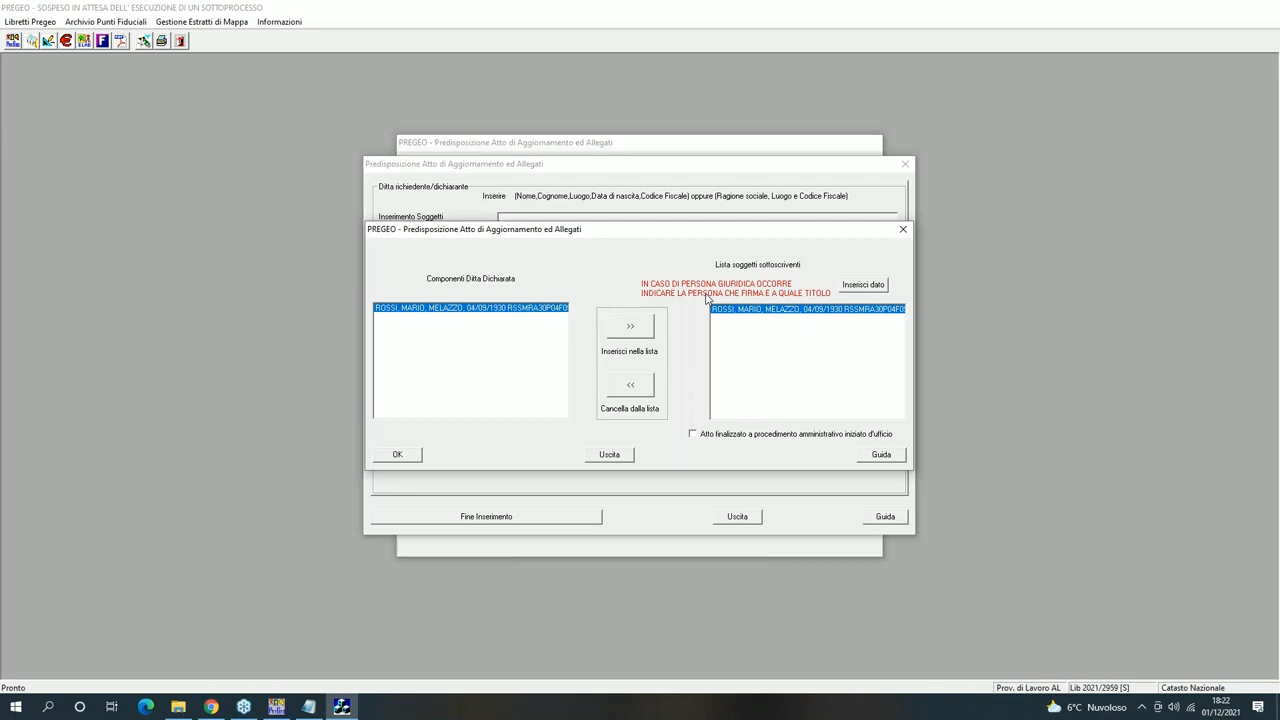 PREGEO - SOSPESO IN ATTESA DELL' ESECUZIONE DI UN SOTTOPROCESSO
Libretti Pregeo Archivio Punti Fiduciali Gestione Estratti di Mappa Informazioni
PREGEO - Predisposizione Atto di Aggiornamento ed Allegati
Predisposizione Atto di Aggiornamento ed Allegati
Ditta richiedente/dichiarante
Inserire (Nome,Cognome,Luogo,Data di nascita,Codice Fiscale) oppure (Ragione sociale, Luogo e Codice Fiscale)
Inserimento Soggetti
PREGEO - Predisposizione Atto di Aggiornamento ed Allegati
Lista soggetti sottoscriventi
Componenti Ditta Dichiarata
IN CASO DI PERSONA GIURIDICA OCCORRE
INDICARE LA PERSONA CHE FIRMA E A QUALE TITOLO
Inserisci dato
ROSSI, MARIO, MELAZZO, 04/09/1930 RSSMRA30P04F0
ROSSI, MARIO, MELAZZO, 04/09/1930 RSSMRA30P04F0
>>
Inserisci nella lista
<<
Cancella dalla lista
Atto finalizzato a procedimento amministrativo iniziato d'ufficio
OK Uscita Guida
Fine Inserimento Uscita Guida
Pronto Prov. di Lavoro AL Lib 2021/2959 [S] Catasto Nazionale
6°C Nuvoloso
18:22
01/12/2021